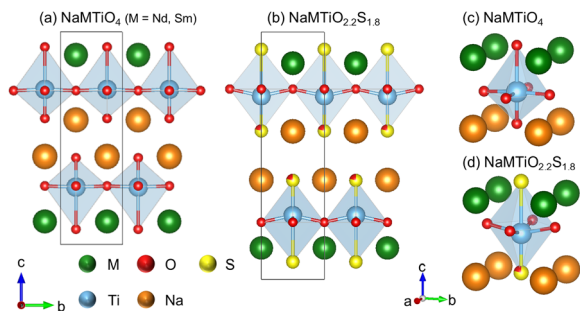 (a) NaMTiO₄ (M = Nd, Sm)
(b) NaMTiO₂.₂S₁.₈
(c) NaMTiO₄
(d) NaMTiO₂.₂S₁.₈
c
b
M
O
S
Ti
Na
c
a
b